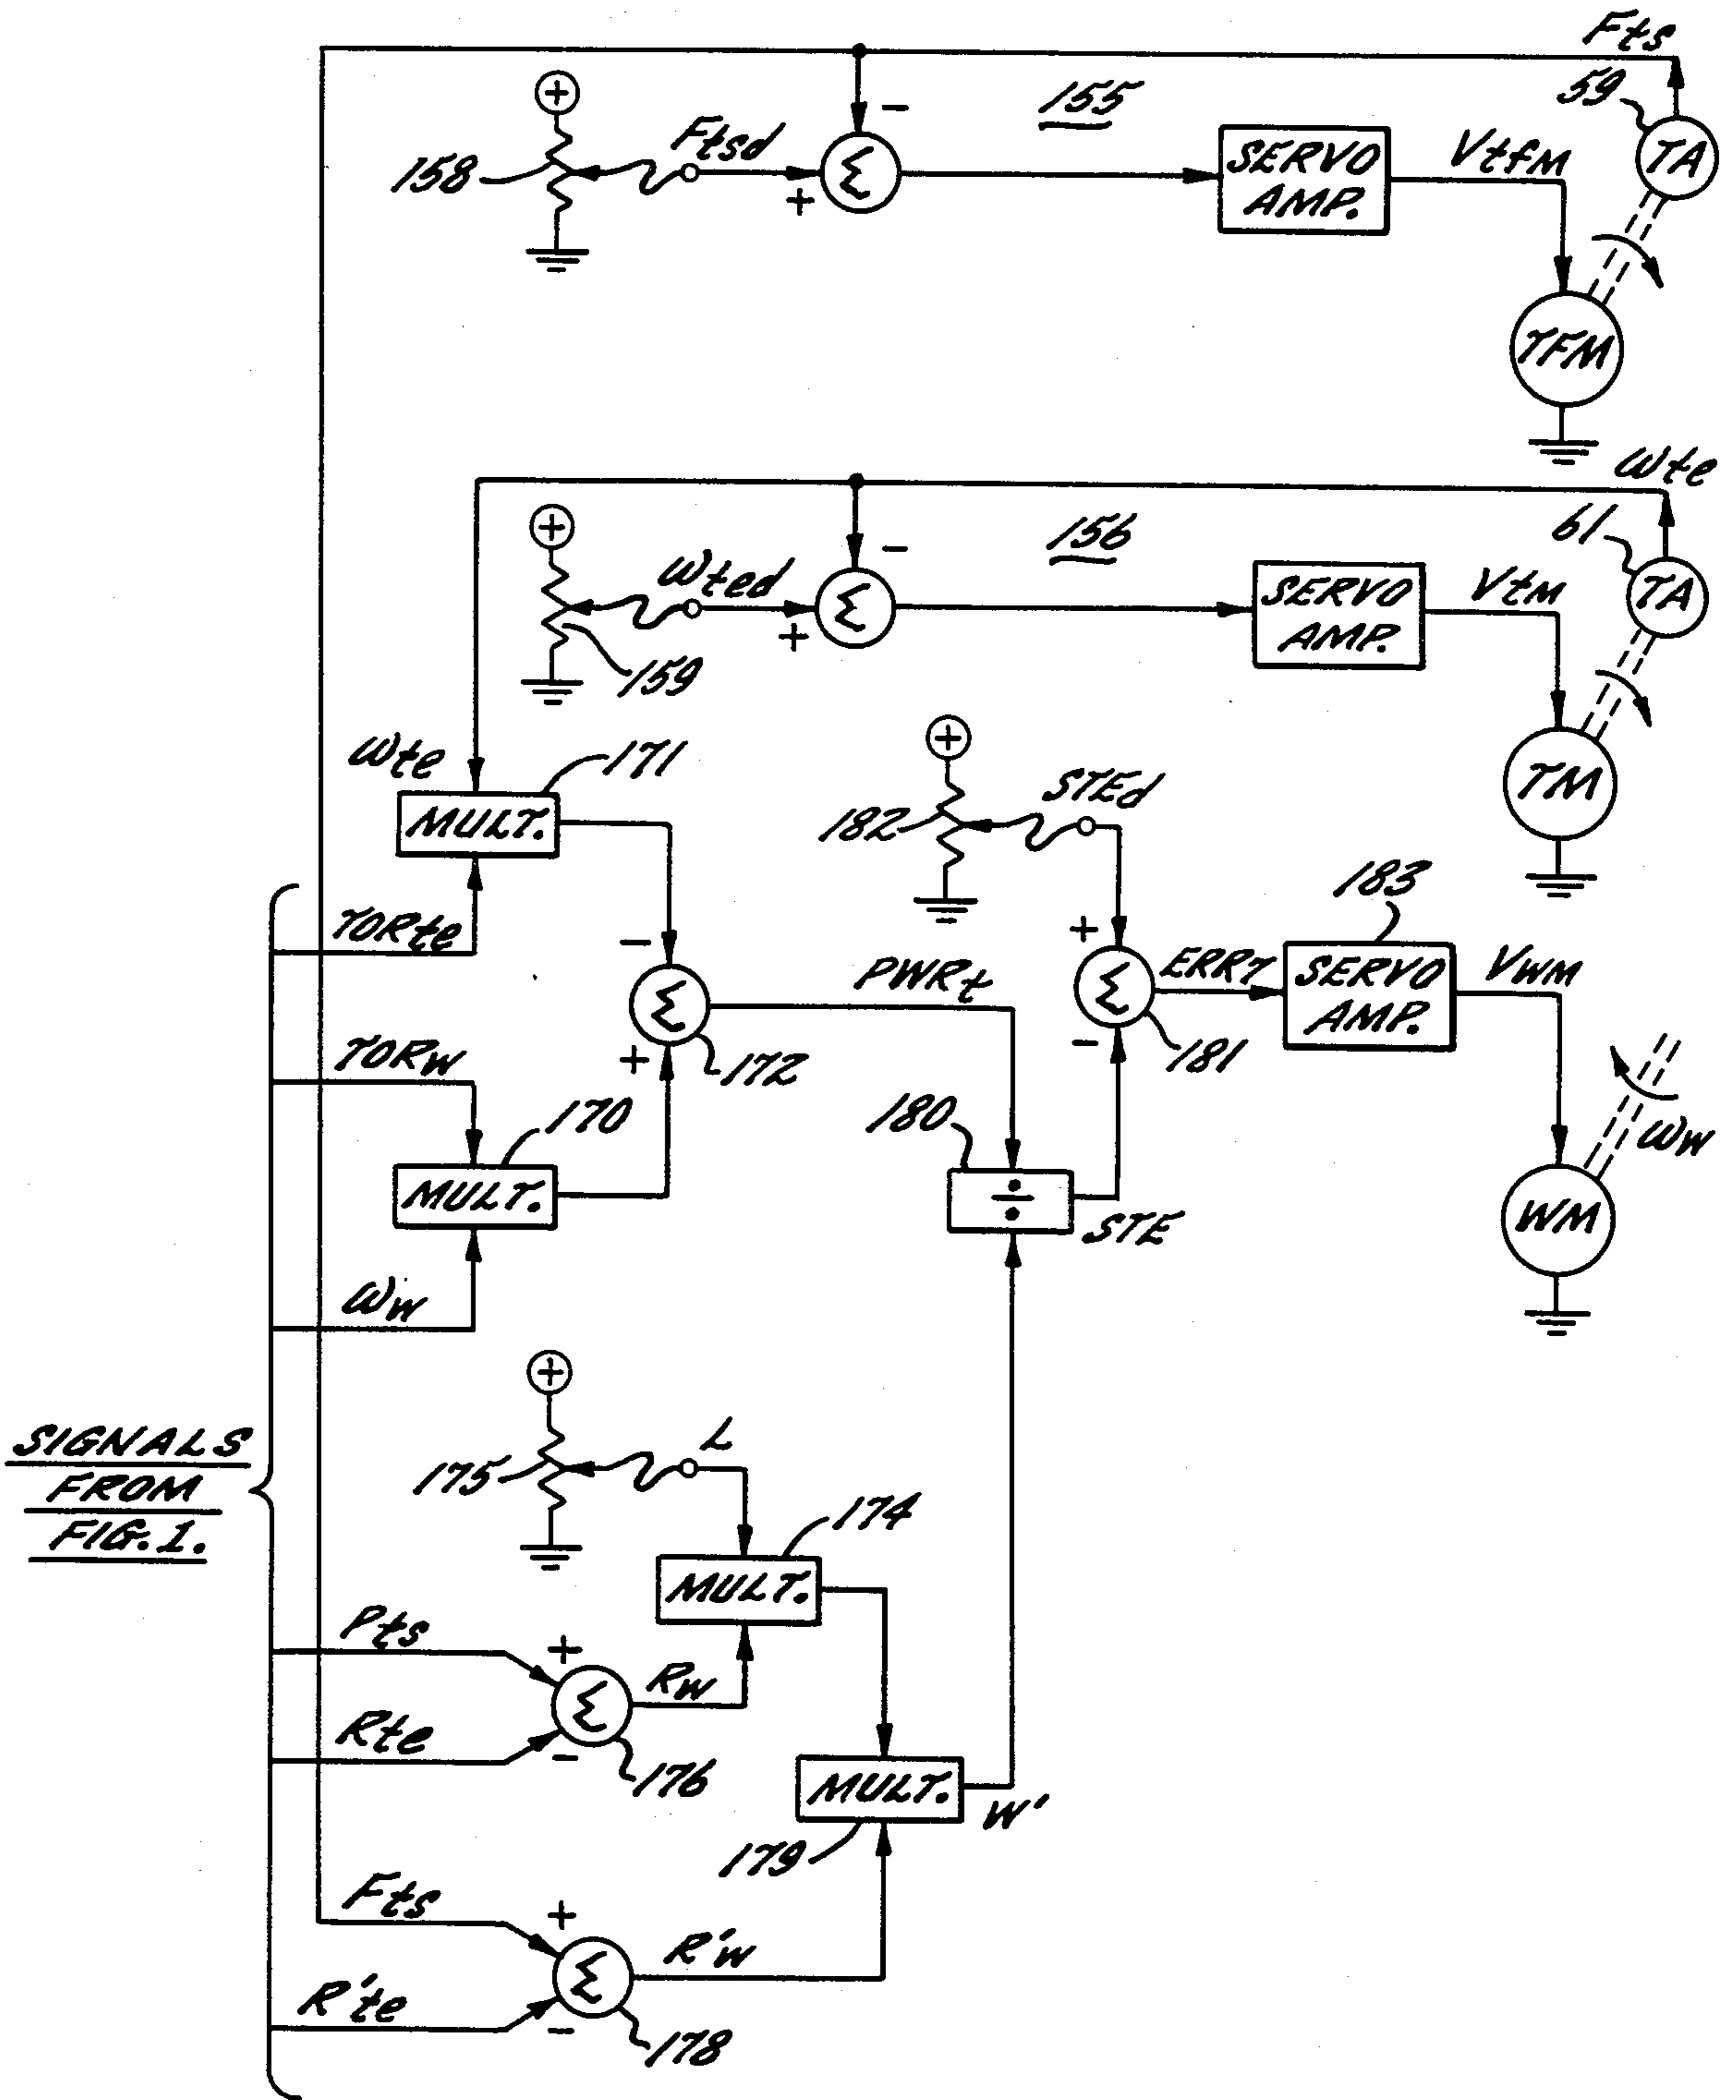 Fts
59
TA
155
158
Ftsd
-
+
Σ
SERVO
AMP.
VtfM
TFM
ωte
61
TA
156
159
ωted
-
+
Σ
SERVO
AMP.
VtM
TM
ωte
171
MULT.
TORte
-
PWRt
Σ
+
172
TORw
170
MULT.
ωw
182
STEd
+
Σ
-
181
ERRT
183
SERVO
AMP.
VWM
ωw
WM
180
÷
STE
SIGNALS
FROM
FIG. 1.
175
L
174
MULT.
Pts
+
Σ
Rw
Rte
-
176
MULT.
179
W'
Fts
+
Σ
R'w
R'te
-
178